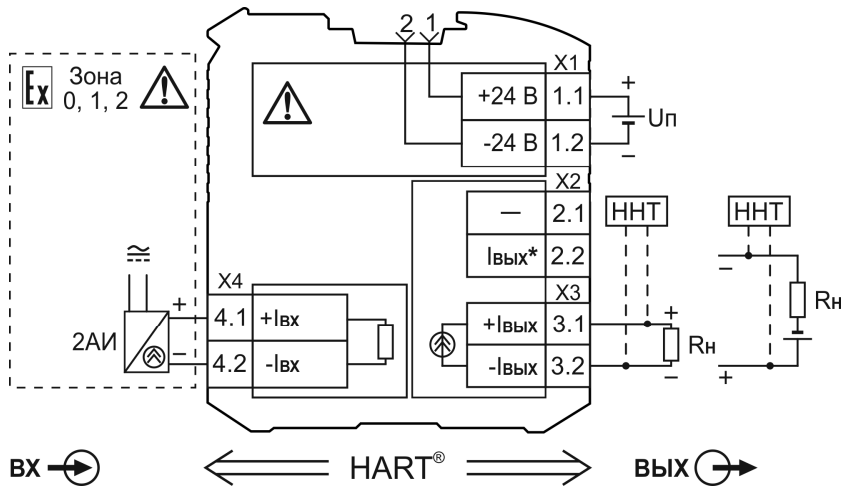 2 1
Ex Зона 0, 1, 2
X1
+24 В 1.1
-24 В 1.2
+
Uп
–
X2
— 2.1
Iвых* 2.2
ННТ
ННТ
X3
+Iвых 3.1
-Iвых 3.2
+
Rн
–
–
Rн
+
X4
4.1 +Iвх
4.2 -Iвх
+
–
2АИ
ВХ
HART®
ВЫХ